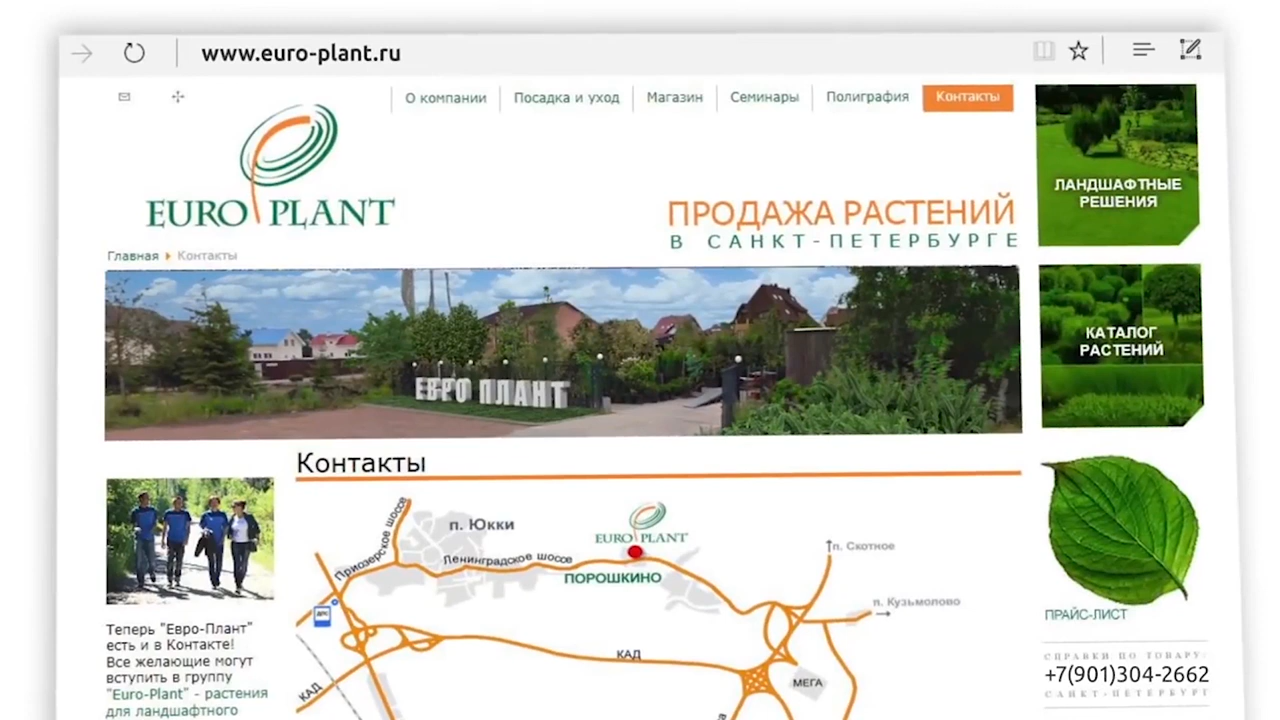 www.euro-plant.ru
О компании
Посадка и уход
Магазин
Семинары
Полиграфия
Контакты
EURO PLANT
ПРОДАЖА РАСТЕНИЙ
В САНКТ-ПЕТЕРБУРГЕ
ЛАНДШАФТНЫЕ
РЕШЕНИЯ
Главная
Контакты
ЕВРО ПЛАНТ
КАТАЛОГ
РАСТЕНИЙ
Контакты
Приозерское шоссе
п. Юкки
Ленинградское шоссе
EURO PLANT
ПОРОШКИНО
п. Скотное
п. Кузьмолово
ДПС
КАД
КАД
МЕГА
Теперь "Евро-Плант"
есть и в Контакте!
Все желающие могут
вступить в группу
"Euro-Plant" - растения
для ландшафтного
ПРАЙС-ЛИСТ
СПРАВКИ ПО ТОВАРУ:
+7(901)304-2662
САНКТ-ПЕТЕРБУРГ